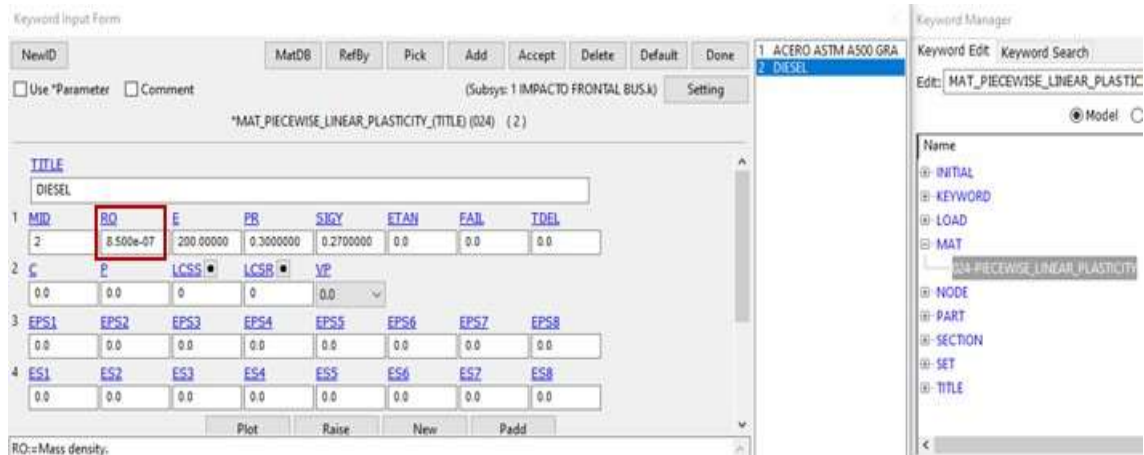 Keyword Input Form
NewID MatDB RefBy Pick Add Accept Delete Default Done
Use *Parameter Comment (Subsys: 1 IMPACTO FRONTAL BUS.k) Setting
*MAT_PIECEWISE_LINEAR_PLASTICITY_(TITLE) (024) (2)
TITLE
DIESEL
1 MID RO E PR SIGY ETAN FAIL TDEL
2 8.500e-07 200.00000 0.3000000 0.2700000 0.0 0.0 0.0
2 C P LCSS LCSR VP
0.0 0.0 0 0 0.0
3 EPS1 EPS2 EPS3 EPS4 EPS5 EPS6 EPS7 EPS8
0.0 0.0 0.0 0.0 0.0 0.0 0.0 0.0
4 ES1 ES2 ES3 ES4 ES5 ES6 ES7 ES8
0.0 0.0 0.0 0.0 0.0 0.0 0.0 0.0
Plot Raise New Padd
RO:=Mass density.
1 ACERO ASTM A500 GRA
2 DIESEL
Keyword Manager
Keyword Edit Keyword Search
Edit: MAT_PIECEWISE_LINEAR_PLASTIC
Model
Name
INITIAL
KEYWORD
LOAD
MAT
024-PIECEWISE_LINEAR_PLASTICITY
NODE
PART
SECTION
SET
TITLE